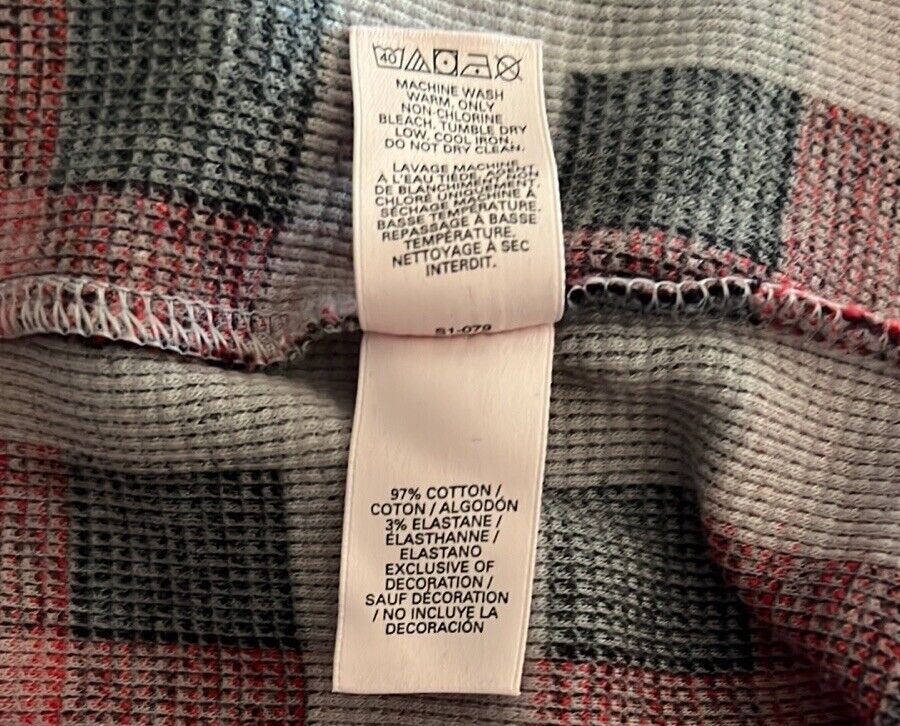 40
MACHINE WASH
WARM, ONLY
NON-CHLORINE
BLEACH, TUMBLE DRY
LOW, COOL IRON,
DO NOT DRY CLEAN.
LAVAGE MACHINE
À L'EAU TIÈDE, AGENT
DE BLANCHIMENT NON
CHLORÉ UNIQUEMENT,
SÉCHAGE MACHINE À
BASSE TEMPÉRATURE,
REPASSAGE À BASSE
TEMPÉRATURE.
NETTOYAGE À SEC
INTERDIT.
S1-079
97% COTTON /
COTON / ALGODÓN
3% ELASTANE /
ÉLASTHANNE /
ELASTANO
EXCLUSIVE OF
DECORATION /
SAUF DÉCORATION
/ NO INCLUYE LA
DECORACIÓN